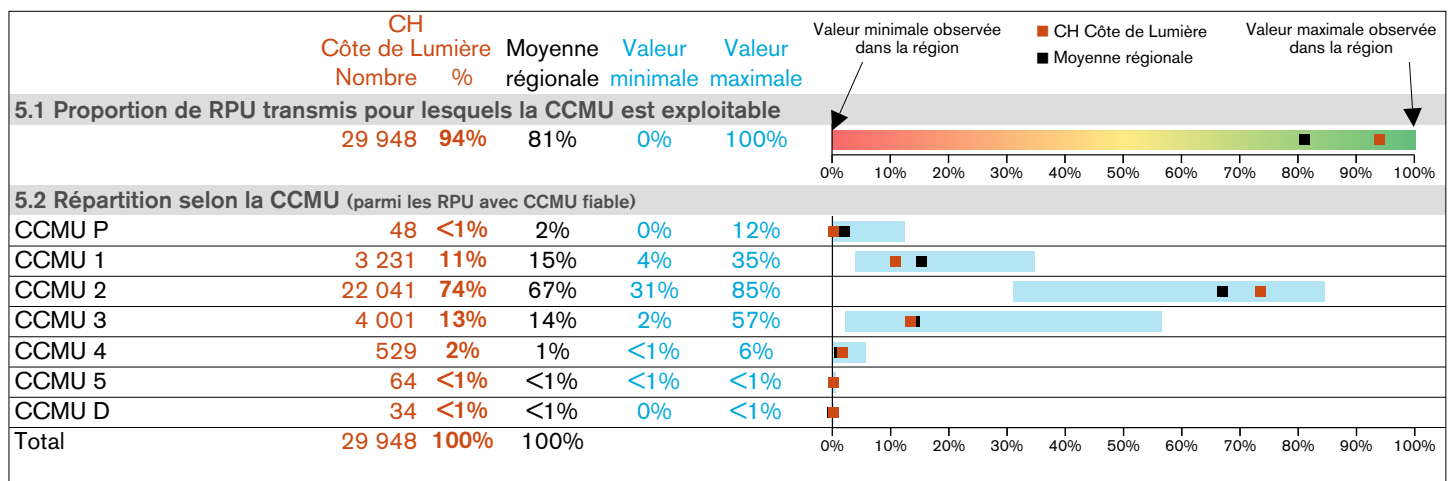 CH
Côte de Lumière Moyenne Valeur Valeur
Nombre % régionale minimale maximale
Valeur minimale observée
dans la région
CH Côte de Lumière
Moyenne régionale
Valeur maximale observée
dans la région
5.1 Proportion de RPU transmis pour lesquels la CCMU est exploitable
29 948 94% 81% 0% 100%
0% 10% 20% 30% 40% 50% 60% 70% 80% 90% 100%
5.2 Répartition selon la CCMU (parmi les RPU avec CCMU fiable)
CCMU P 48 <1% 2% 0% 12%
CCMU 1 3 231 11% 15% 4% 35%
CCMU 2 22 041 74% 67% 31% 85%
CCMU 3 4 001 13% 14% 2% 57%
CCMU 4 529 2% 1% <1% 6%
CCMU 5 64 <1% <1% <1% <1%
CCMU D 34 <1% <1% 0% <1%
Total 29 948 100% 100%
0% 10% 20% 30% 40% 50% 60% 70% 80% 90% 100%